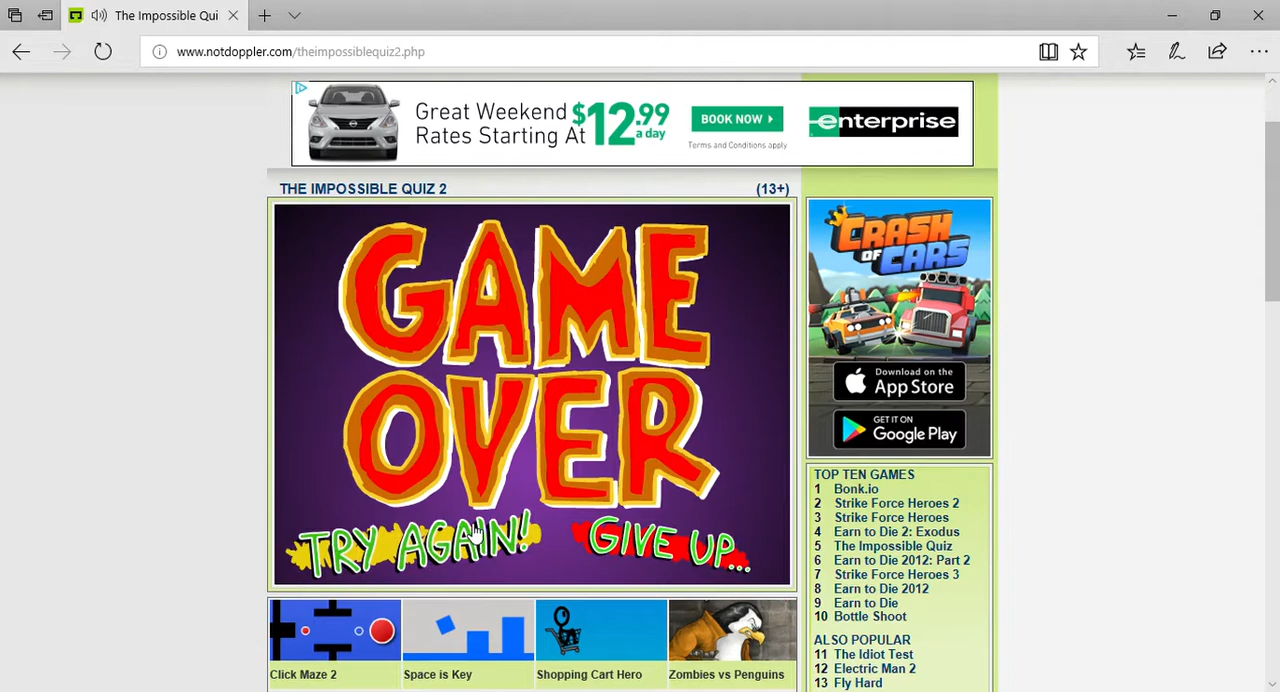 The Impossible Qui
www.notdoppler.com/theimpossiblequiz2.php
Great Weekend
Rates Starting At
$12.99
a day
BOOK NOW
Terms and Conditions apply
enterprise
THE IMPOSSIBLE QUIZ 2
(13+)
GAME
OVER
TRY AGAIN!
GIVE UP...
CRASH
OF CARS
Download on the
App Store
GET IT ON
Google Play
TOP TEN GAMES
1 Bonk.io
2 Strike Force Heroes 2
3 Strike Force Heroes
4 Earn to Die 2: Exodus
5 The Impossible Quiz
6 Earn to Die 2012: Part 2
7 Strike Force Heroes 3
8 Earn to Die 2012
9 Earn to Die
10 Bottle Shoot
ALSO POPULAR
11 The Idiot Test
12 Electric Man 2
13 Fly Hard
Click Maze 2
Space is Key
Shopping Cart Hero
Zombies vs Penguins